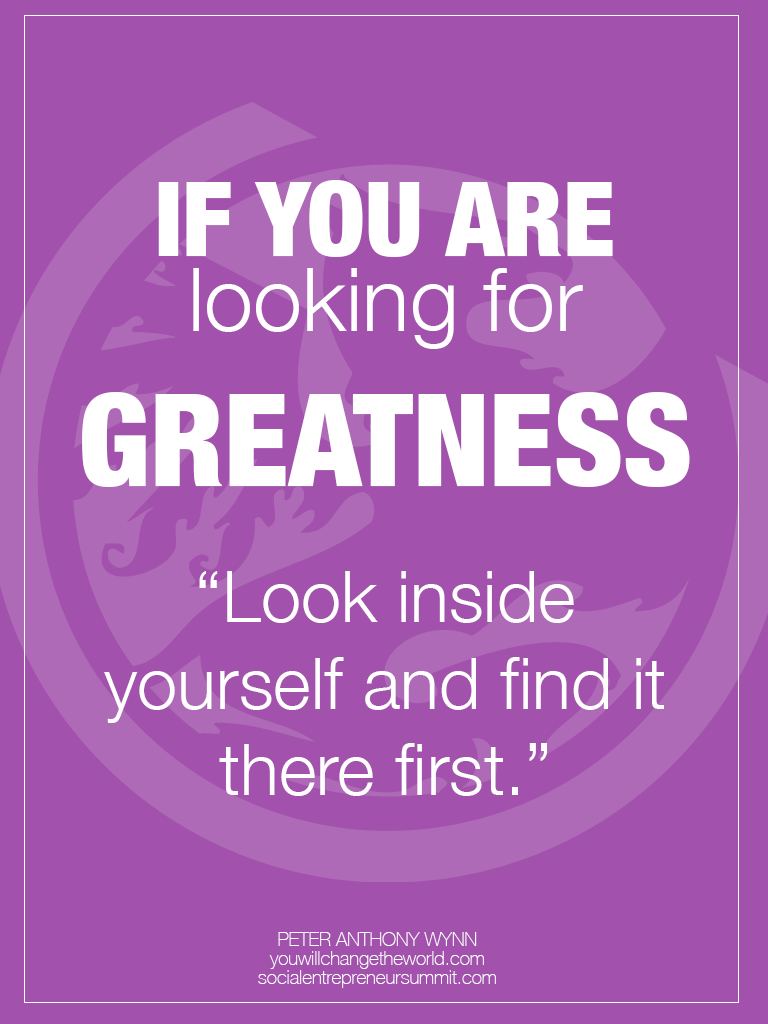 IF YOU ARE
looking for
GREATNESS
“Look inside
yourself and find it
there first.”
PETER ANTHONY WYNN
youwillchangetheworld.com
socialentrepreneursummit.com